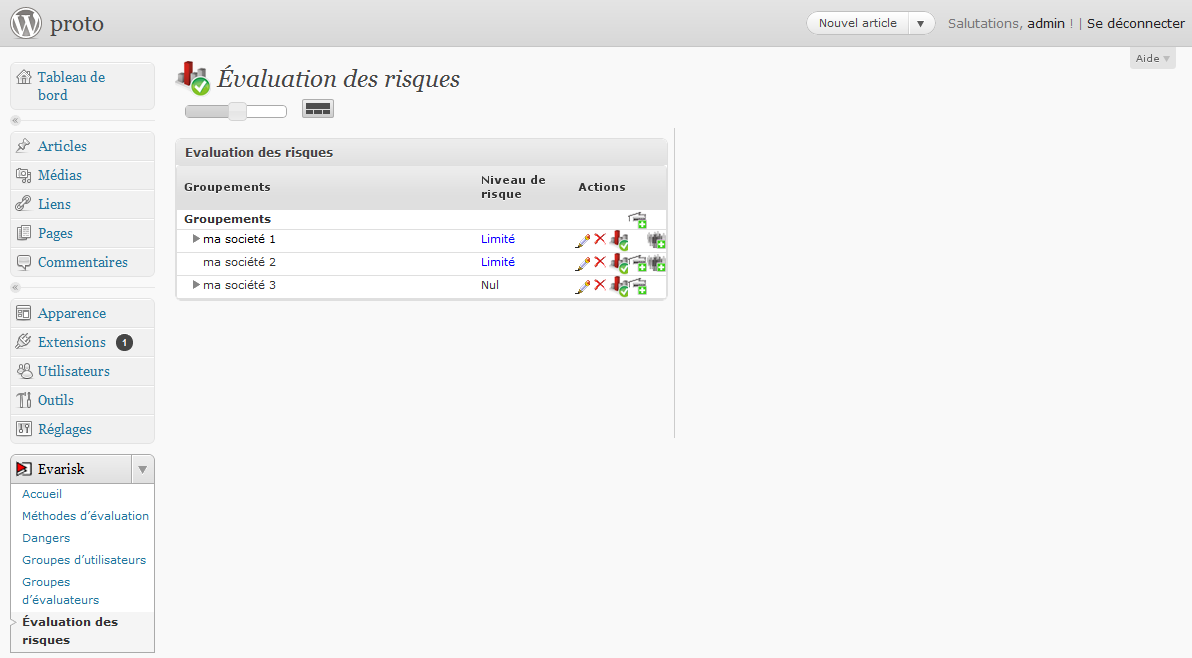 proto
Nouvel article
Salutations, admin ! | Se déconnecter
Aide
Tableau de
bord
Articles
Médias
Liens
Pages
Commentaires
Apparence
Extensions 1
Utilisateurs
Outils
Réglages
Evarisk
Accueil
Méthodes d’évaluation
Dangers
Groupes d’utilisateurs
Groupes
d’évaluateurs
Évaluation des
risques
Évaluation des risques
Evaluation des risques
Groupements
Niveau de
risque
Actions
Groupements
ma societé 1 Limité
ma société 2 Limité
ma société 3 Nul